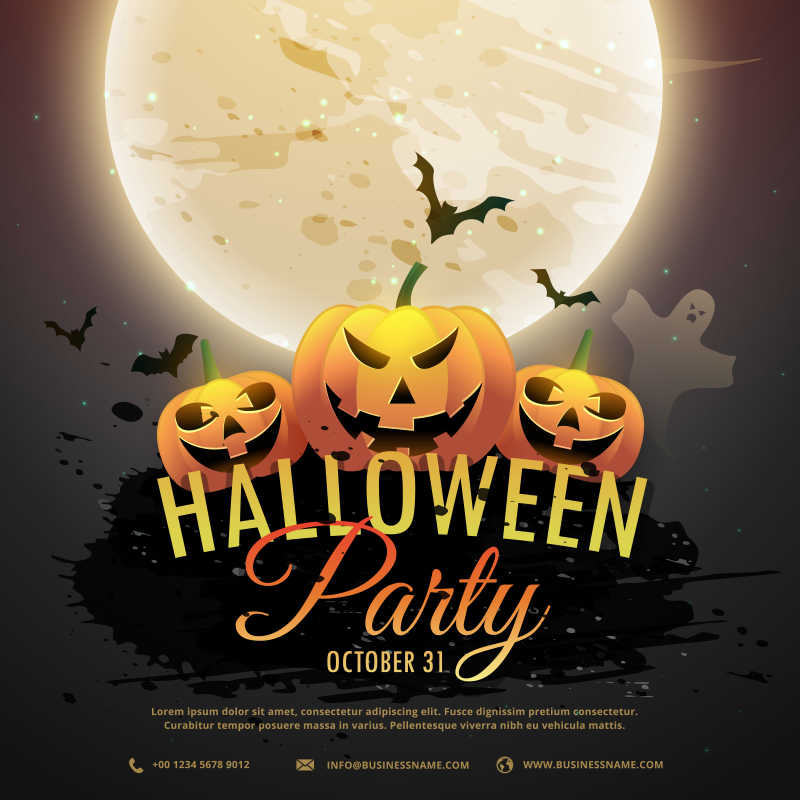 HALLOWEEN
Party
OCTOBER 31
Lorem ipsum dolor sit amet, consectetur adipiscing elit. Fusce dignissim pretium consectetur.
Curabitur tempor posuere massa in varius. Pellentesque viverra nibh eu vehicula mattis.
+00 1234 5678 9012 INFO@BUSINESSNAME.COM WWW.BUSINESSNAME.COM